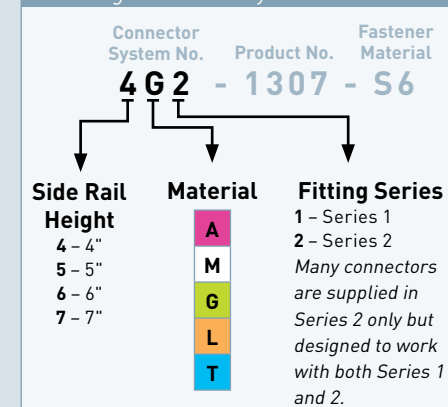 Connector
System No.
Product No.
Fastener
Material
4 G 2 - 1307 - S6
Side Rail
Height
4 – 4"
5 – 5"
6 – 6"
7 – 7"
Material
A
M
G
L
T
Fitting Series
1 – Series 1
2 – Series 2
Many connectors
are supplied in
Series 2 only but
designed to work
with both Series 1
and 2.